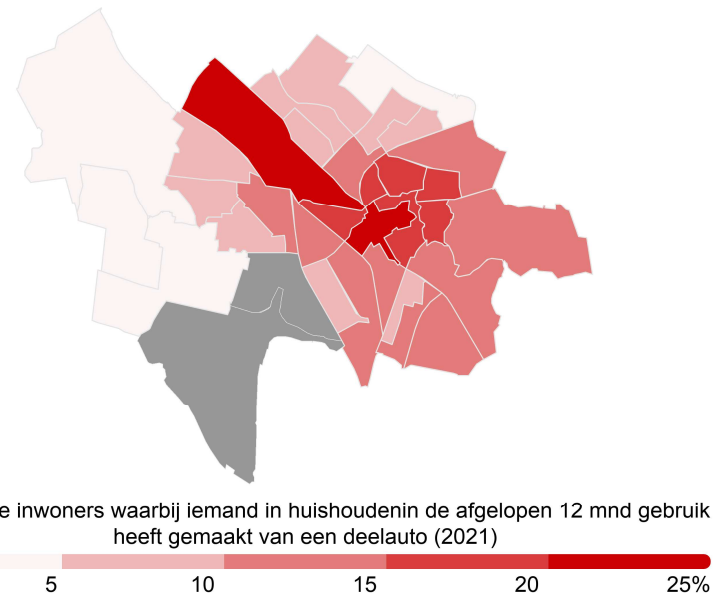 e inwoners waarbij iemand in huishoudenin de afgelopen 12 mnd gebruik
heeft gemaakt van een deelauto (2021)
5 10 15 20 25%